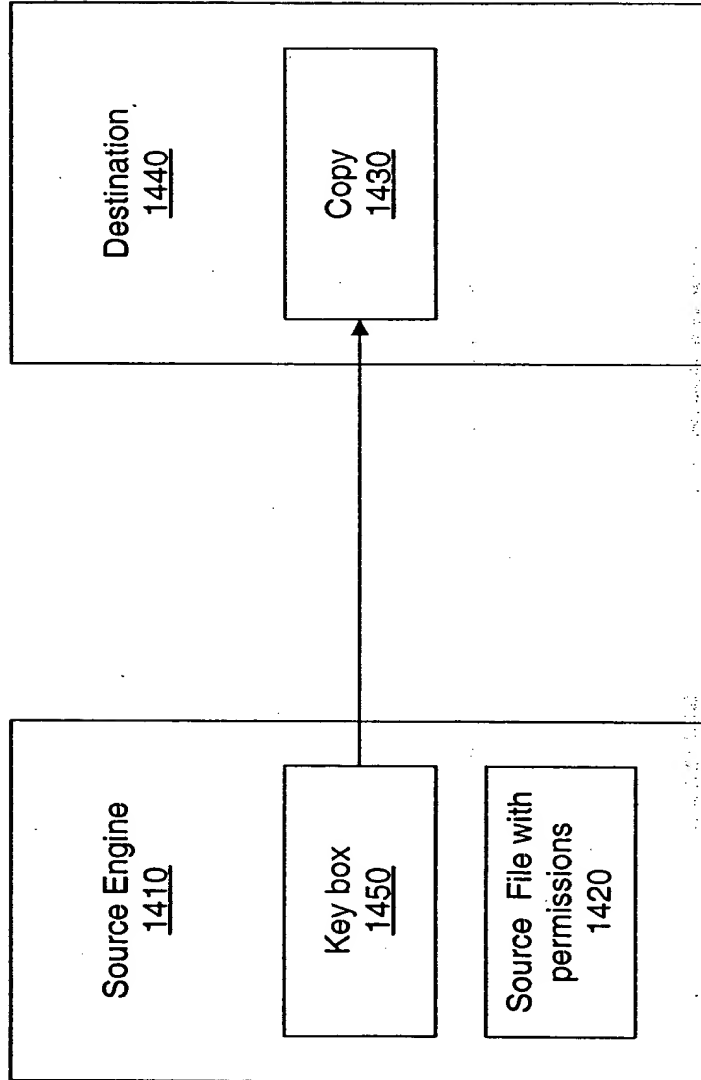 Source Engine
1410
Key box
1450
Source File with
permissions
1420
Destination
1440
Copy
1430